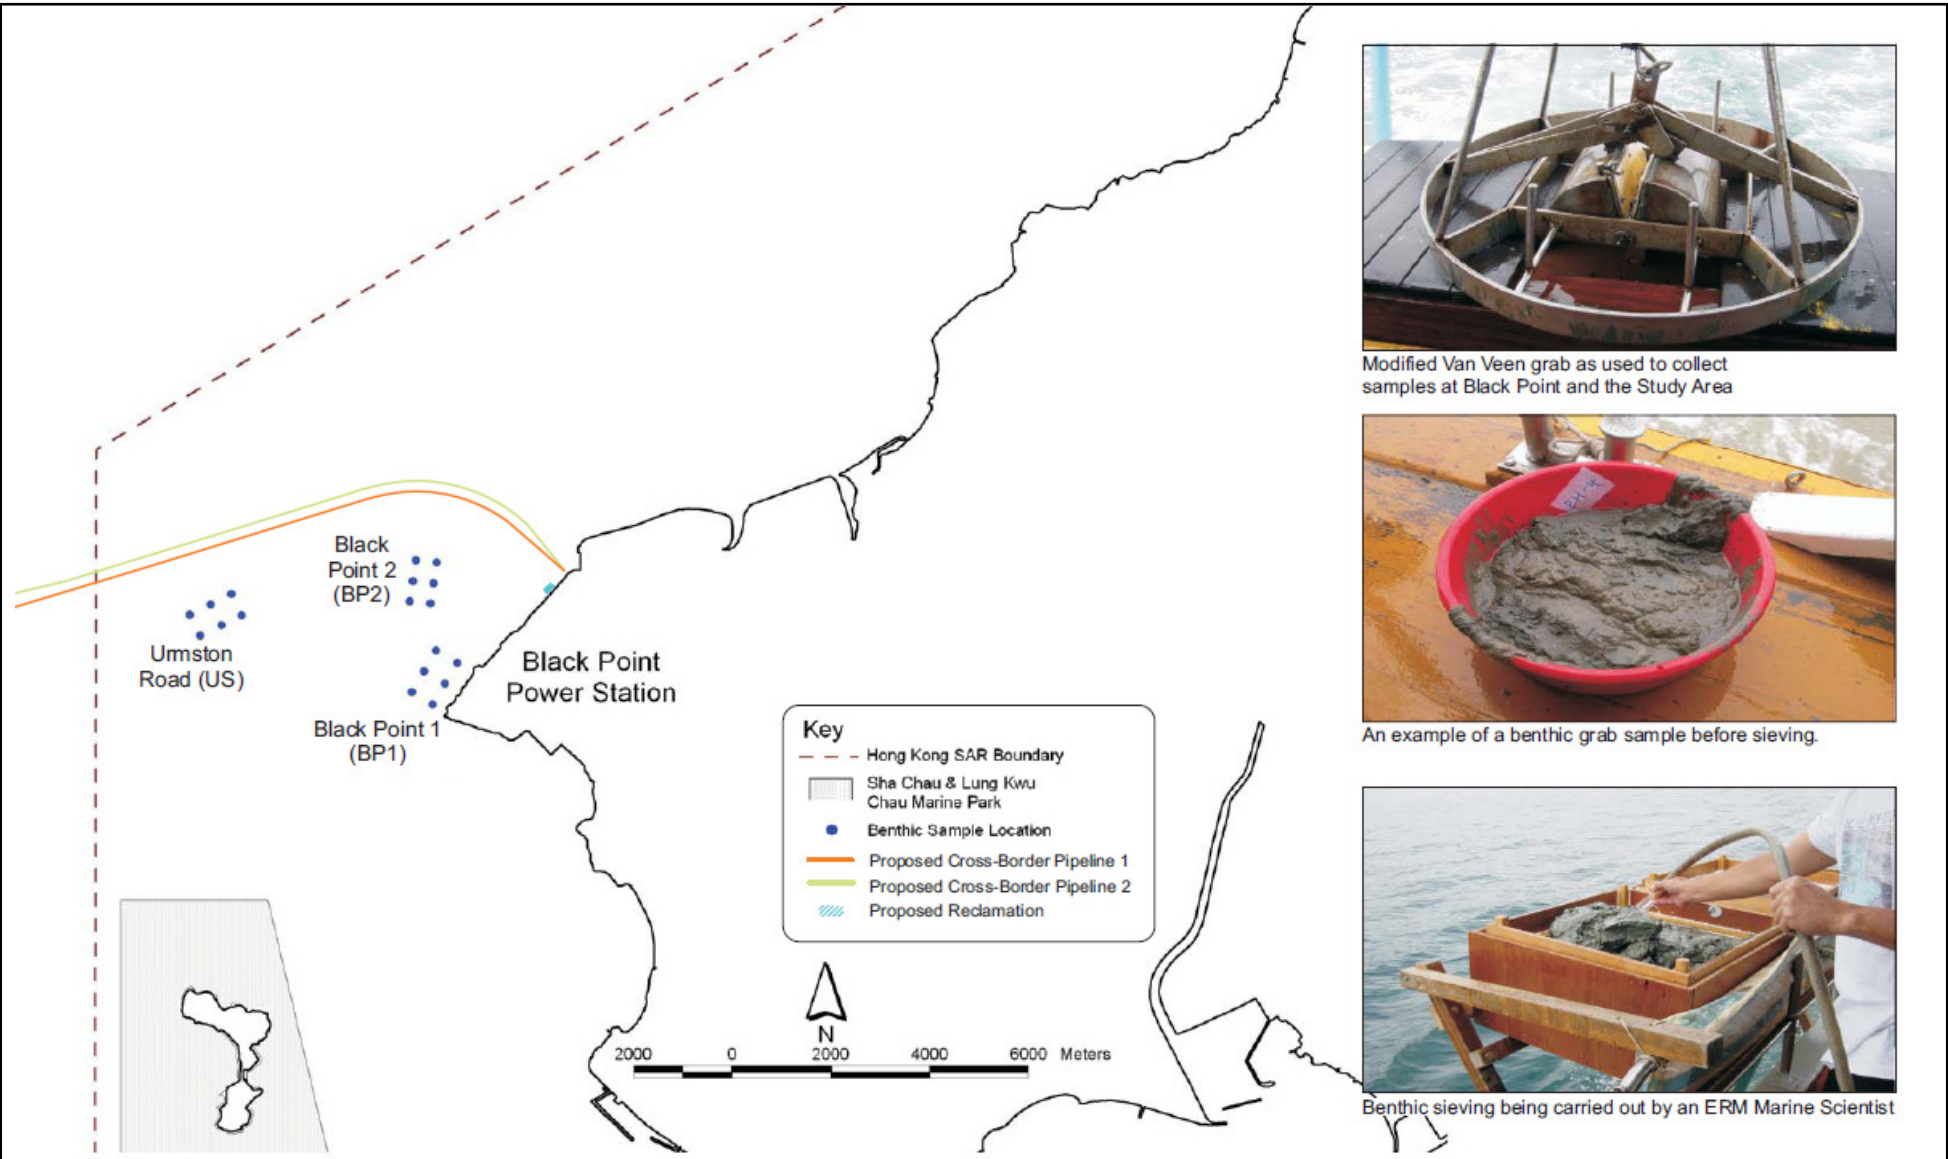 Black
Point 2
(BP2)
Urmston
Road (US)
Black Point 1
(BP1)
Black Point
Power Station
Key
Hong Kong SAR Boundary
Sha Chau & Lung Kwu
Chau Marine Park
Benthic Sample Location
Proposed Cross-Border Pipeline 1
Proposed Cross-Border Pipeline 2
Proposed Reclamation
N
2000 0 2000 4000 6000 Meters
Modified Van Veen grab as used to collect
samples at Black Point and the Study Area
An example of a benthic grab sample before sieving.
Benthic sieving being carried out by an ERM Marine Scientist